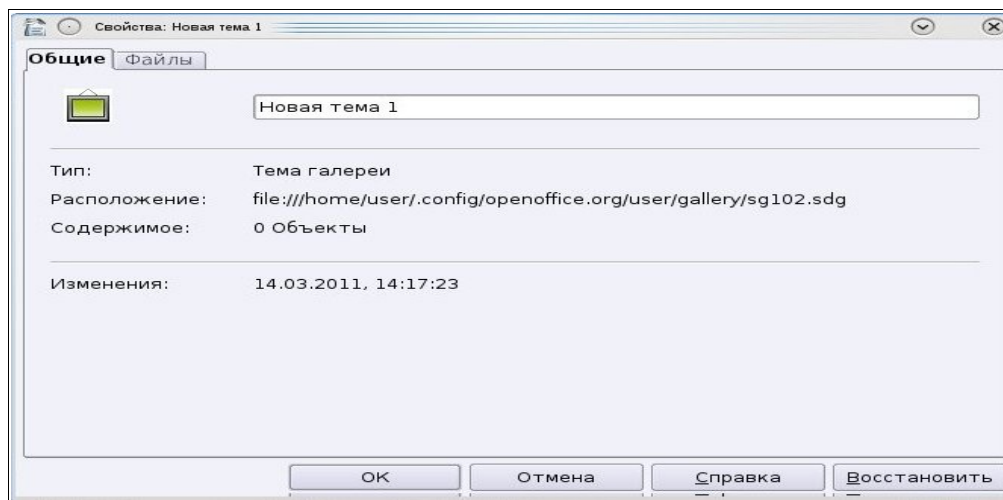 Свойства: Новая тема 1
Общие Файлы
Новая тема 1
Тип: Тема галереи
Расположение: file:///home/user/.config/openoffice.org/user/gallery/sg102.sdg
Содержимое: 0 Объекты
Изменения: 14.03.2011, 14:17:23
OK Отмена Справка Восстановить